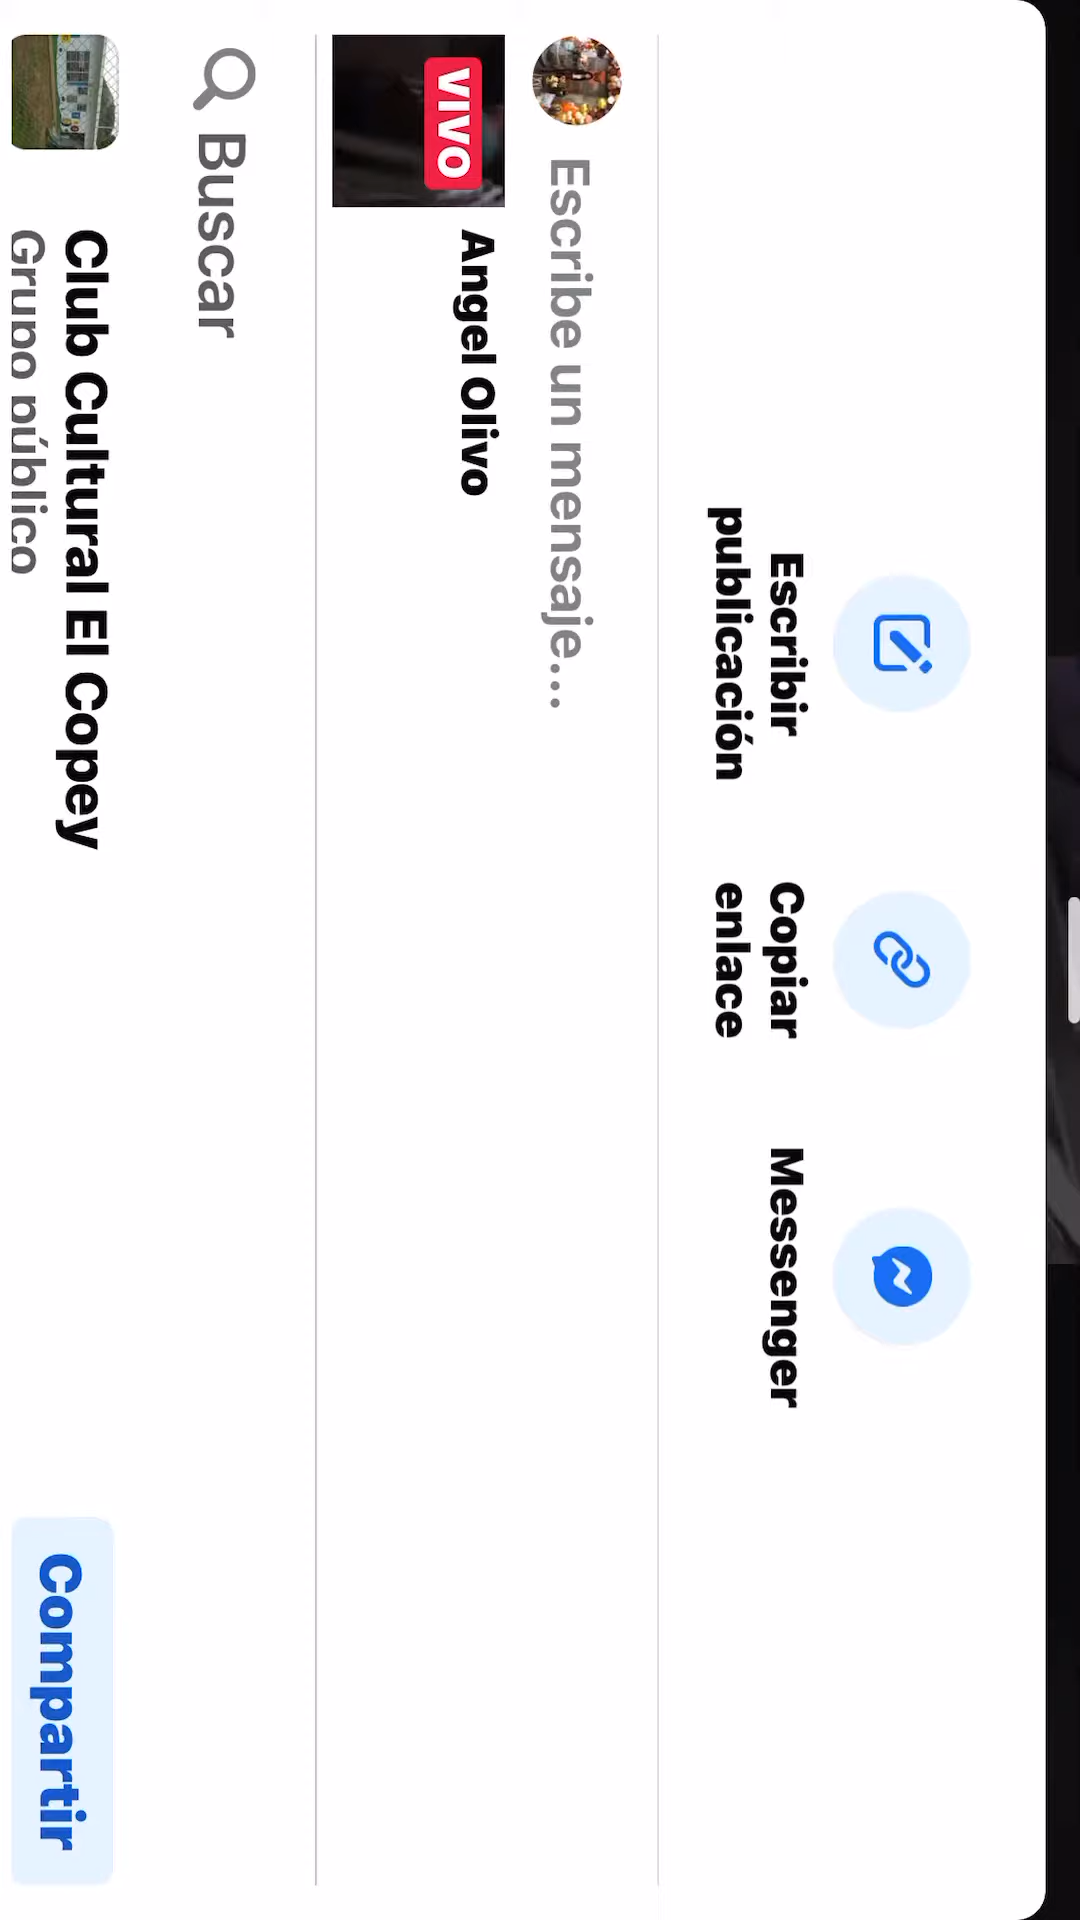 Escribir
publicación
Copiar
enlace
Messenger
Escribe un mensaje...
VIVO
Angel Olivo
Buscar
Club Cultural El Copey
Grupo público
Compartir